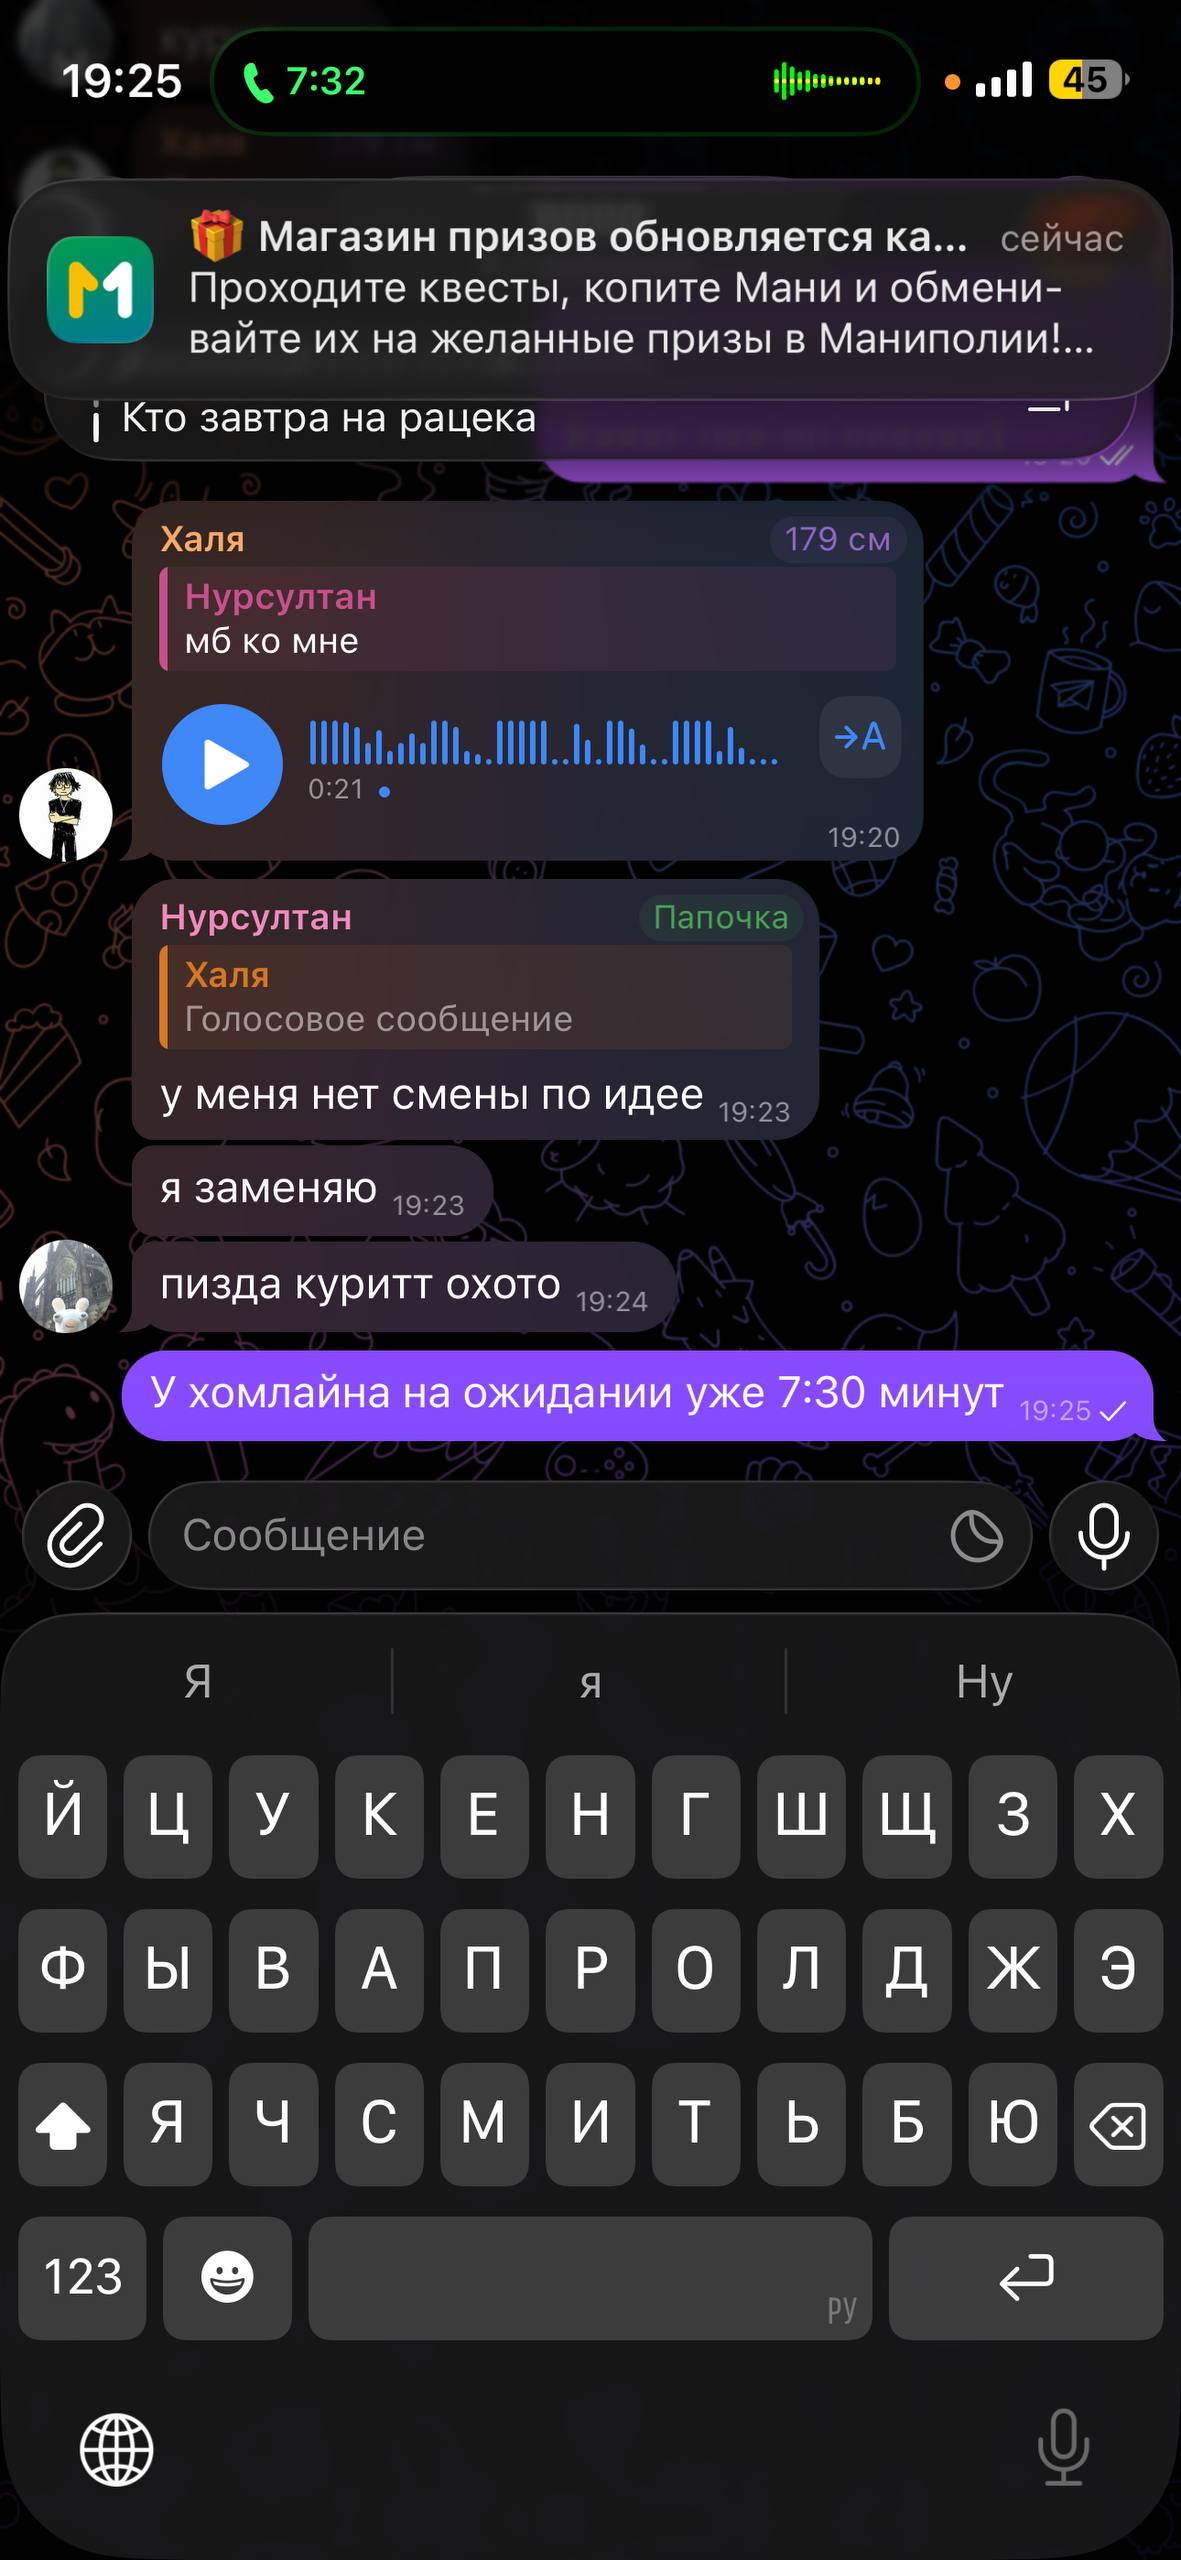 19:25
7:32
45
🎁 Магазин призов обновляется ка...
сейчас
Проходите квесты, копите Мани и обмени-
вайте их на желанные призы в Маниполии!...
Кто завтра на рацека
Халя
179 см
Нурсултан
мб ко мне
→A
0:21
19:20
Нурсултан
Папочка
Халя
Голосовое сообщение
у меня нет смены по идее 19:23
я заменяю 19:23
пизда куритт охото 19:24
У хомлайна на ожидании уже 7:30 минут 19:25
Сообщение
Я я Ну
Й Ц У К Е Н Г Ш Щ З Х
Ф Ы В А П Р О Л Д Ж Э
Я Ч С М И Т Ь Б Ю
123
РУ